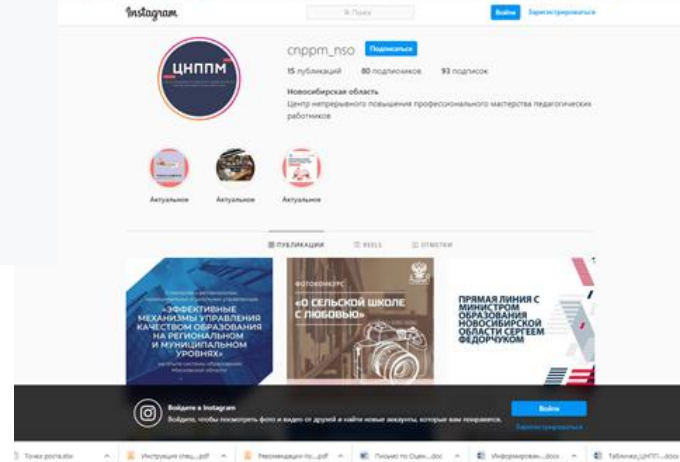 Instagram
Поиск
Войти
Зарегистрироваться
ЦНППМ
cnppm_nso
Подписаться
15 публикаций
80 подписчиков
93 подписок
Новосибирская область
Центр непрерывного повышения профессионального мастерства педагогических
работников
Актуальное
Актуальное
Актуальное
ПУБЛИКАЦИИ
REELS
ОТМЕТКИ
«ЭФФЕКТИВНЫЕ
МЕХАНИЗМЫ УПРАВЛЕНИЯ
КАЧЕСТВОМ ОБРАЗОВАНИЯ
НА РЕГИОНАЛЬНОМ
И МУНИЦИПАЛЬНОМ
УРОВНЯХ»
ФОТОКОНКУРС
«О СЕЛЬСКОЙ ШКОЛЕ
С ЛЮБОВЬЮ»
ПРЯМАЯ ЛИНИЯ С
МИНИСТРОМ
ОБРАЗОВАНИЯ
НОВОСИБИРСКОЙ
ОБЛАСТИ СЕРГЕЕМ
ФЕДОРЧУКОМ
Войдите в Instagram
Войдите, чтобы посмотреть фото и видео от друзей и найти новые аккаунты, которые вам понравятся.
Войти
Зарегистрироваться
Точка роста.xlsx
Инструкция спец....pdf
Рекомендации по....pdf
Письмо по Оцен....doc
Информирован....docx
Табличка_ЦНПП....docx